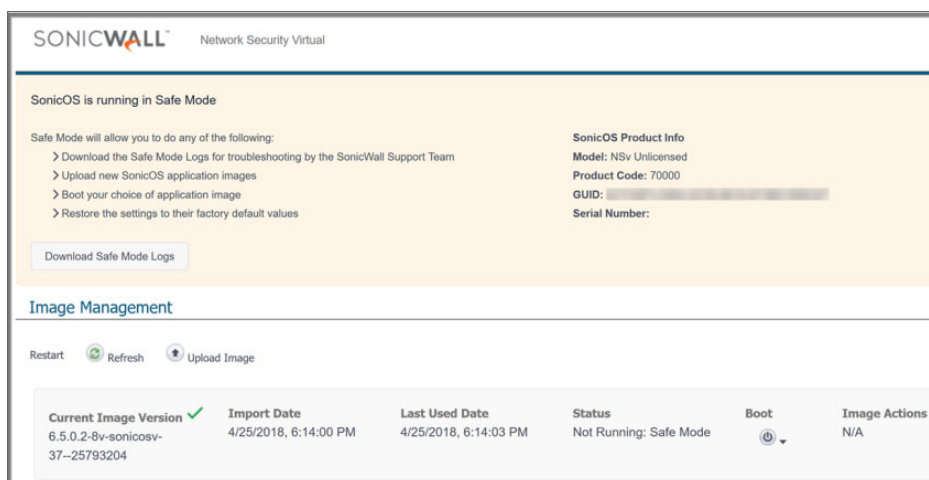 SONICWALL Network Security Virtual
SonicOS is running in Safe Mode
Safe Mode will allow you to do any of the following:
Download the Safe Mode Logs for troubleshooting by the SonicWall Support Team
Upload new SonicOS application images
Boot your choice of application image
Restore the settings to their factory default values
SonicOS Product Info
Model: NSv Unlicensed
Product Code: 70000
GUID:
Serial Number:
Download Safe Mode Logs
Image Management
Restart Refresh Upload Image
Current Image Version Import Date Last Used Date Status Boot Image Actions
6.5.0.2-8v-sonicosv- 4/25/2018, 6:14:00 PM 4/25/2018, 6:14:03 PM Not Running: Safe Mode N/A
37--25793204